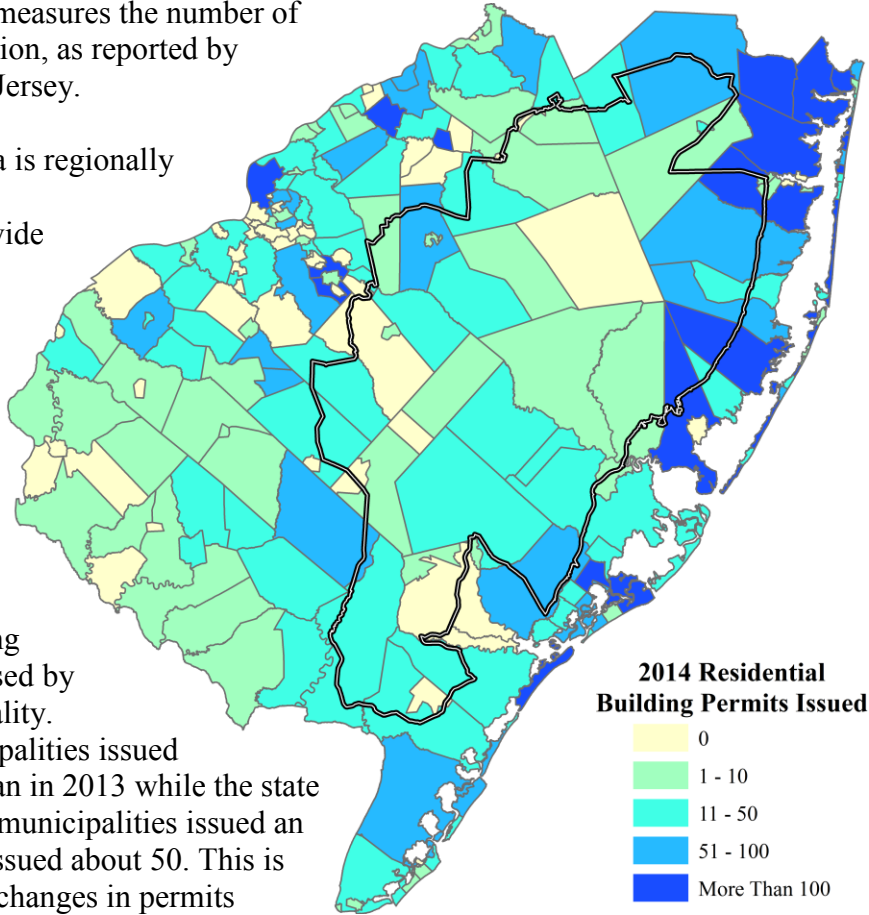 measures the number of
ion, as reported by
Jersey.
a is regionally
vide
ng
sed by
ality.
palities issued
an in 2013 while the state
municipalities issued an
ssued about 50. This is
changes in permits
2014 Residential
Building Permits Issued
0
1 - 10
11 - 50
51 - 100
More Than 100